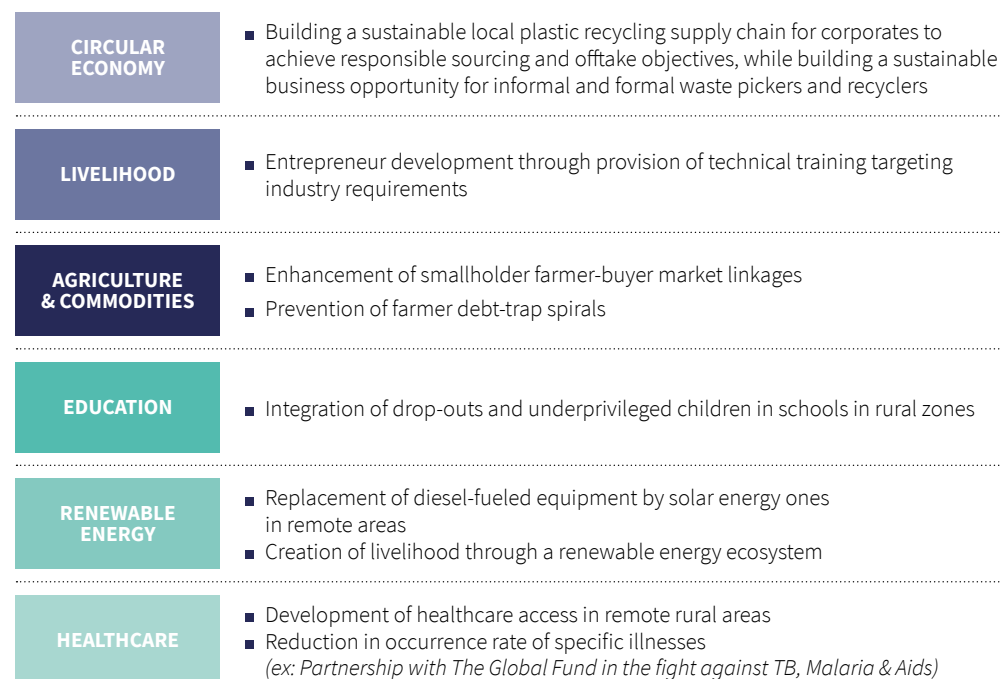 CIRCULAR
ECONOMY
■ Building a sustainable local plastic recycling supply chain for corporates to
achieve responsible sourcing and offtake objectives, while building a sustainable
business opportunity for informal and formal waste pickers and recyclers
LIVELIHOOD
■ Entrepreneur development through provision of technical training targeting
industry requirements
AGRICULTURE
& COMMODITIES
■ Enhancement of smallholder farmer-buyer market linkages
■ Prevention of farmer debt-trap spirals
EDUCATION
■ Integration of drop-outs and underprivileged children in schools in rural zones
RENEWABLE
ENERGY
■ Replacement of diesel-fueled equipment by solar energy ones
in remote areas
■ Creation of livelihood through a renewable energy ecosystem
HEALTHCARE
■ Development of healthcare access in remote rural areas
■ Reduction in occurrence rate of specific illnesses
(ex: Partnership with The Global Fund in the fight against TB, Malaria & Aids)